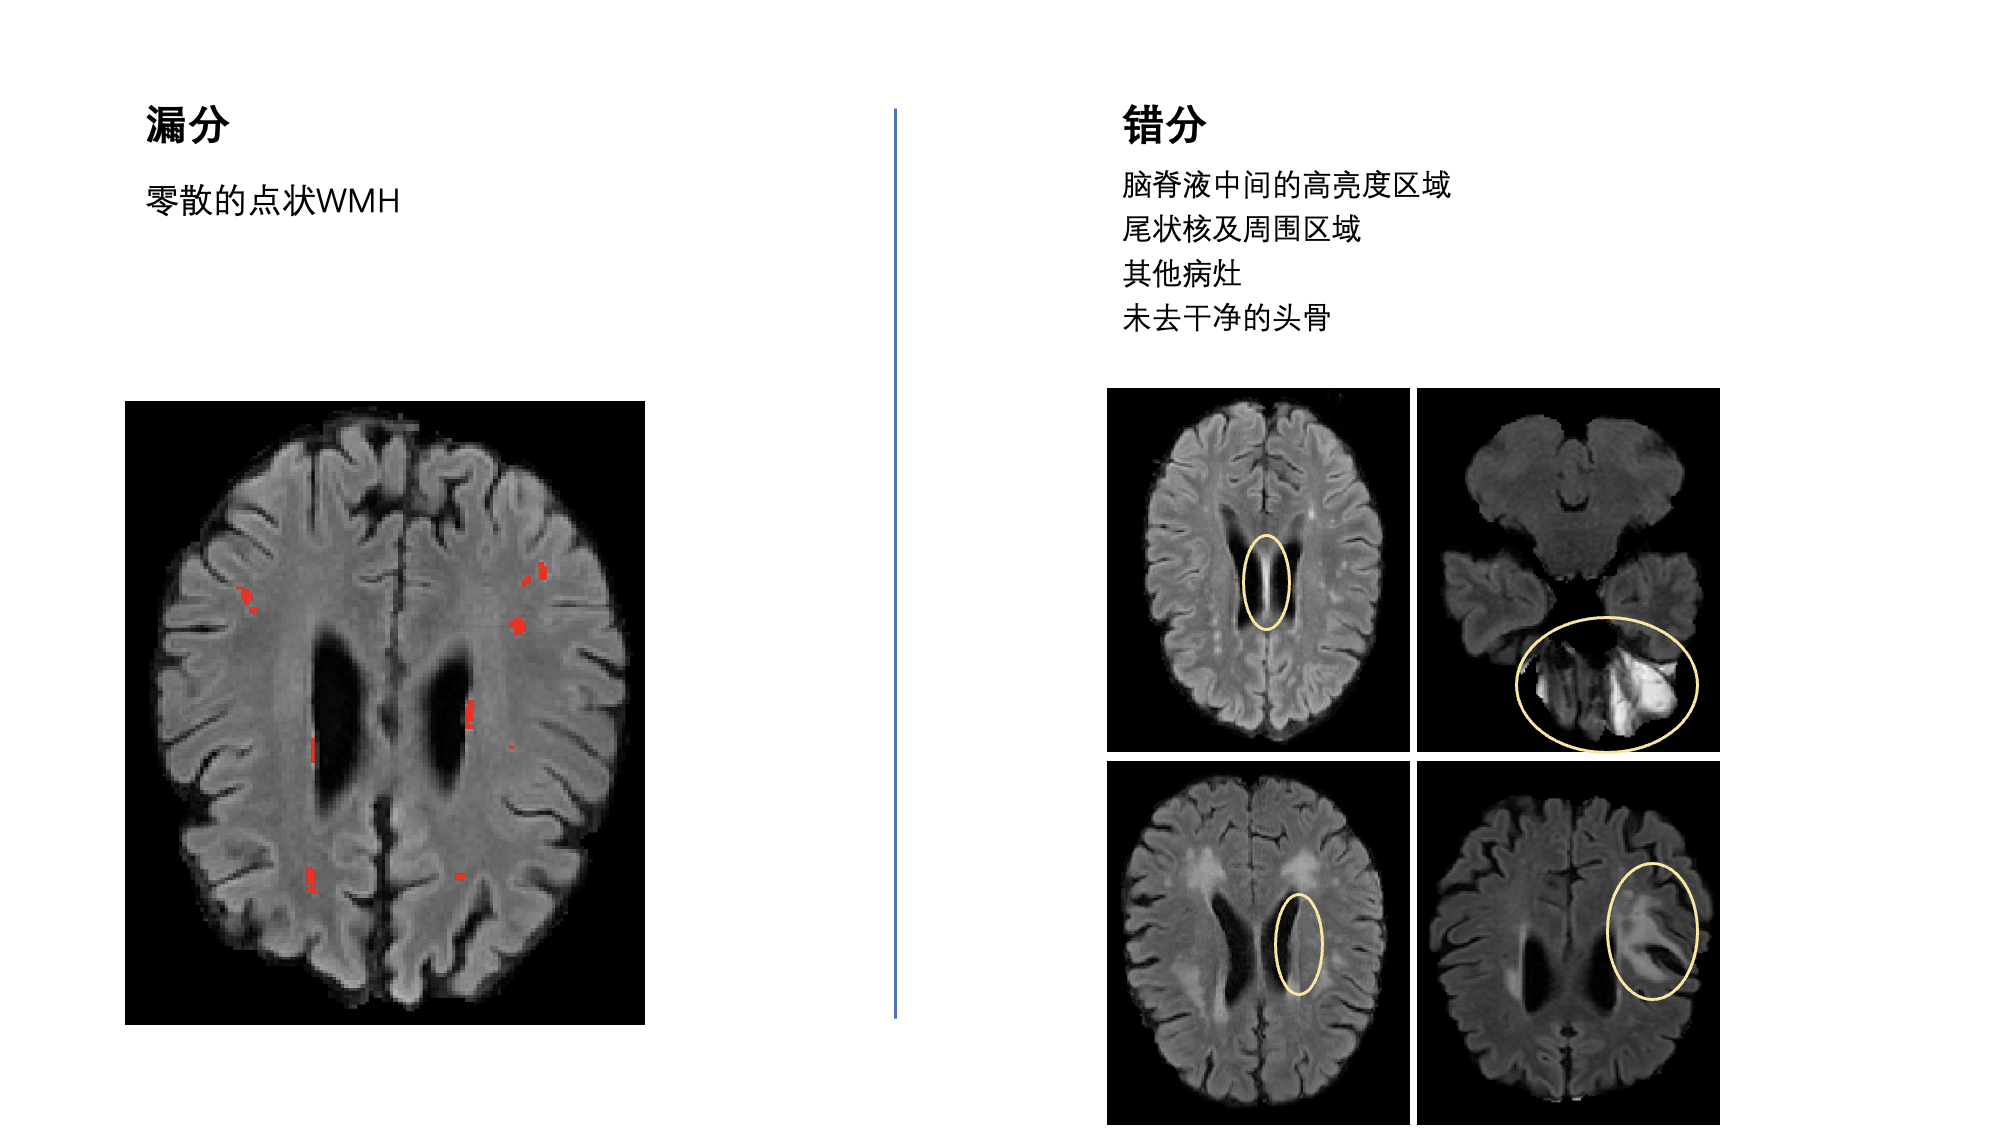 漏分
零散的点状WMH
错分
脑脊液中间的高亮度区域
尾状核及周围区域
其他病灶
未去干净的头骨